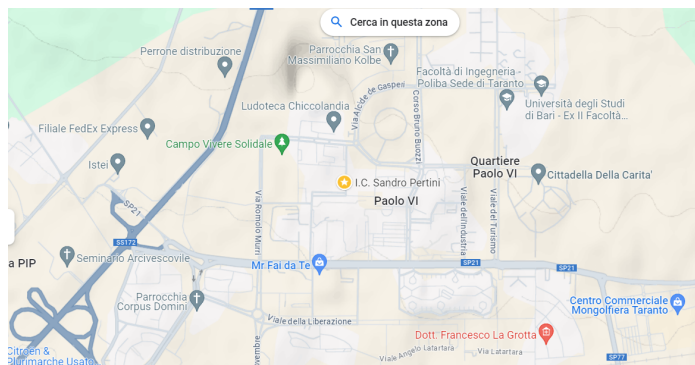 Cerca in questa zona
Perrone distribuzione
Parrocchia San
Massimiliano Kolbe
Facoltà di Ingegneria -
Poliba Sede di Taranto
Ludoteca Chiccolandia
Via Alcide de Gasperi
Corso Bruno Buozzi
Università degli Studi
di Bari - Ex II Facoltà...
Filiale FedEx Express
Campo Vivere Solidale
Istei
Quartiere
Paolo VI
Cittadella Della Carita'
I.C. Sandro Pertini
Paolo VI
SP21
Via Romolo Murri
Viale dell'Industria
Viale del Turismo
SS172
a PIP
Seminario Arcivescovile
Mr Fai da Te
SP21
SP21
Parrocchia
Corpus Domini
Centro Commerciale
Mongolfiera Taranto
Viale della Liberazione
Dott. Francesco La Grotta
Viale Angelo Latartara
Via Latartara
SP77
Citroën &
Plurimarche Usato